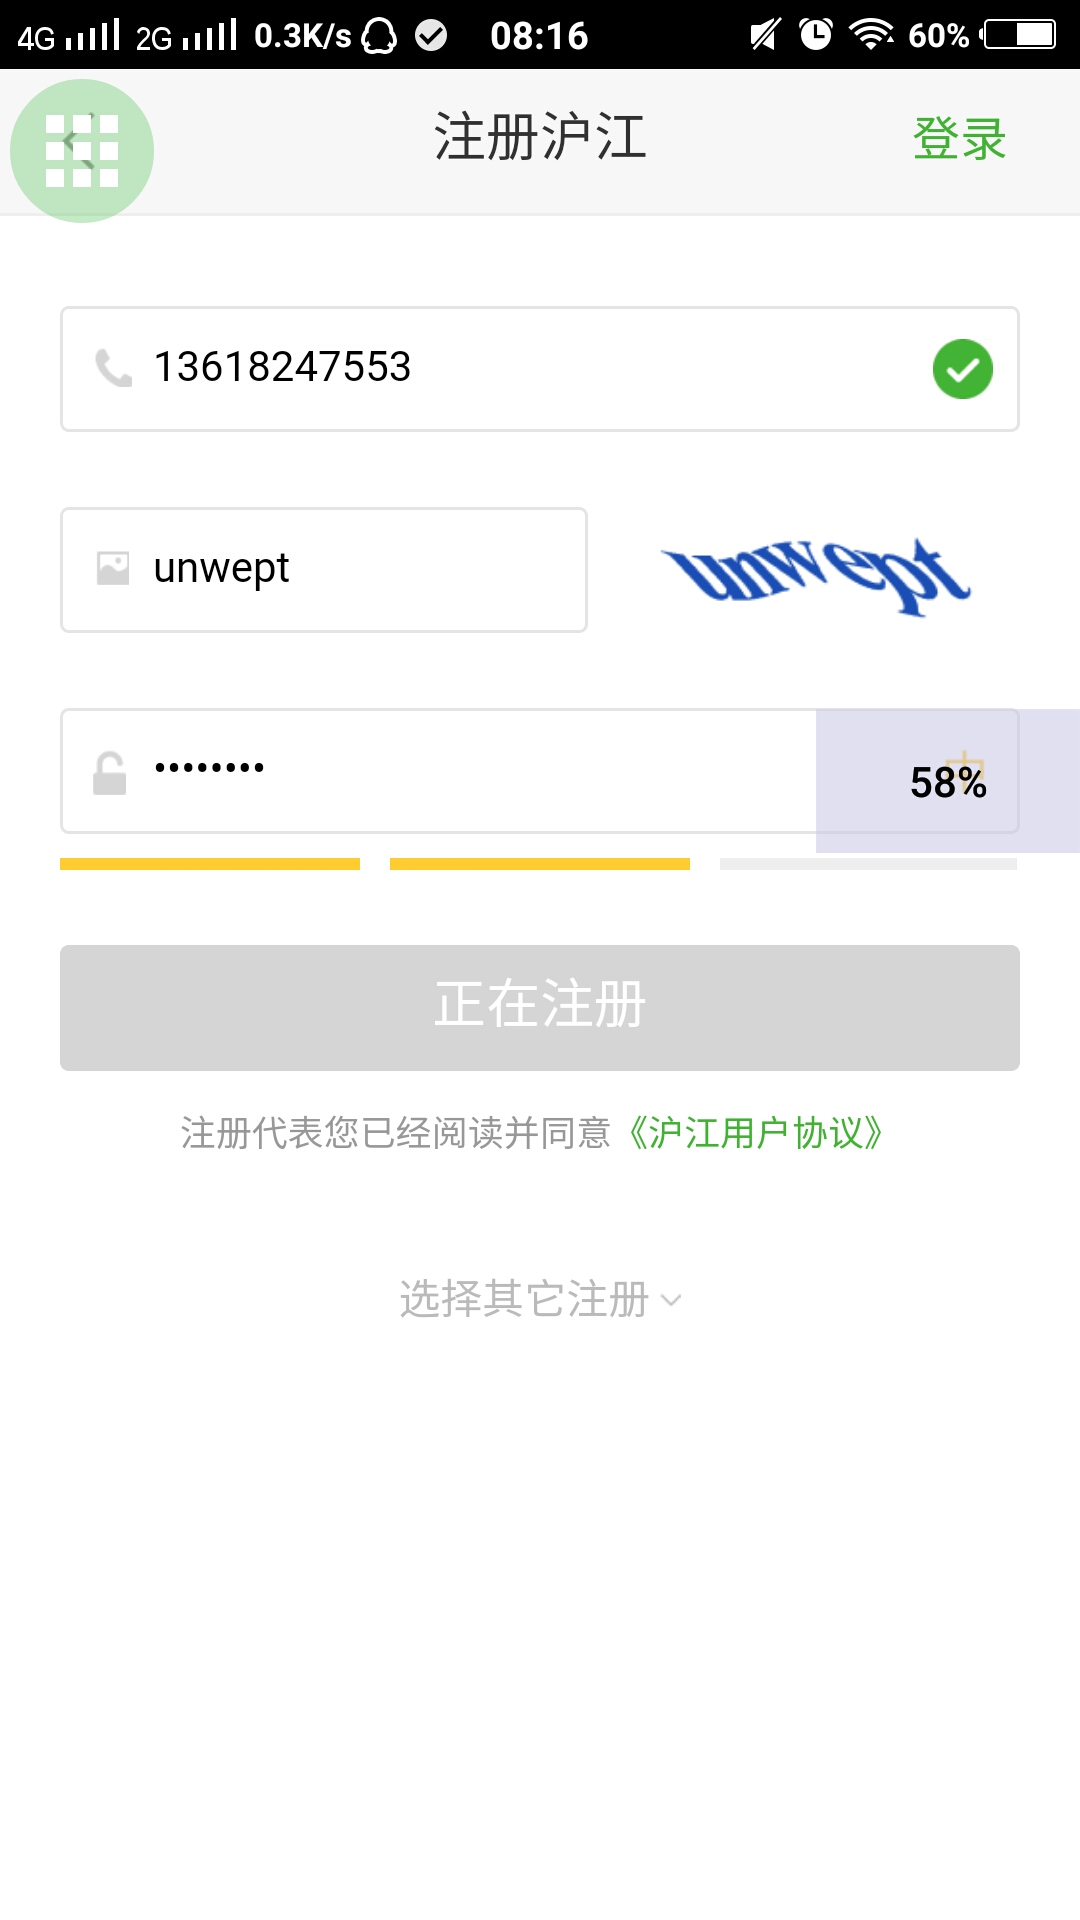 4G 2G 0.3K/s 08:16 60%
注册沪江
登录
13618247553
unwept
unwept
••••••••
中
58%
正在注册
注册代表您已经阅读并同意《沪江用户协议》
选择其它注册